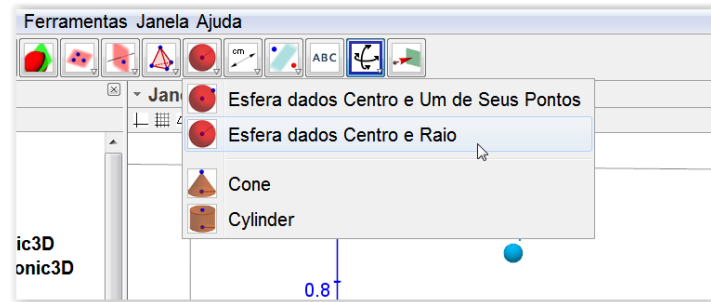 Ferramentas Janela Ajuda
cm
ABC
Jane
Esfera dados Centro e Um de Seus Pontos
Esfera dados Centro e Raio
Cone
Cylinder
ic3D
onic3D
0.8